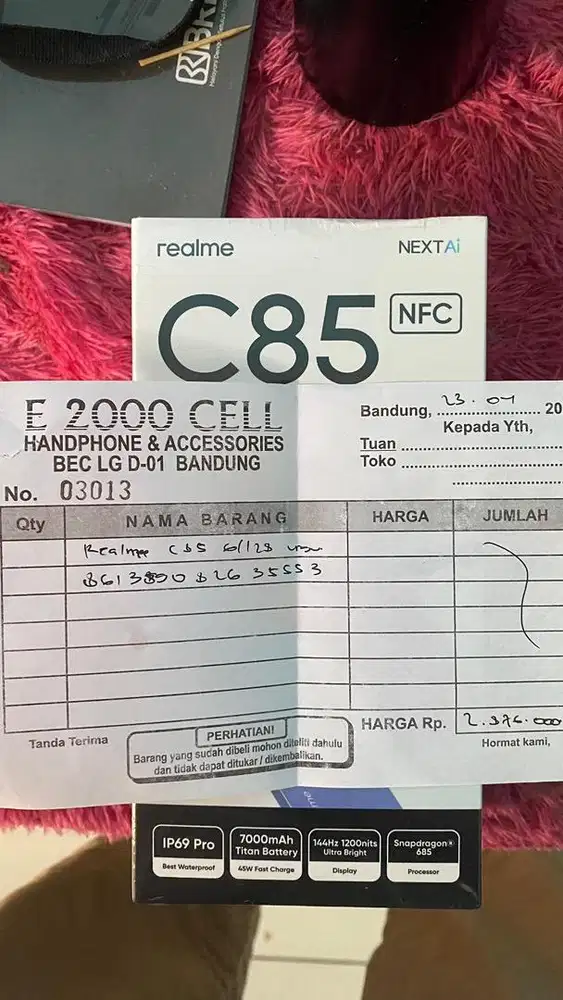 BRI
realme
NEXTAi
C85 NFC
E 2000 CELL
HANDPHONE & ACCESSORIES
BEC LG D-01 BANDUNG
No. 03013
Bandung, 23.04 20
Kepada Yth,
Tuan
Toko
Qty NAMA BARANG HARGA JUMLAH
Realme C85 6/128
861389082635553
HARGA Rp. 2.376.000
Tanda Terima
PERHATIAN!
Barang yang sudah dibeli mohon diteliti dahulu
dan tidak dapat ditukar / dikembalikan.
Hormat kami,
IP69 Pro
Best Waterproof
7000mAh
Titan Battery
45W Fast Charge
144Hz 1200nits
Ultra Bright
Display
Snapdragon®
685
Processor